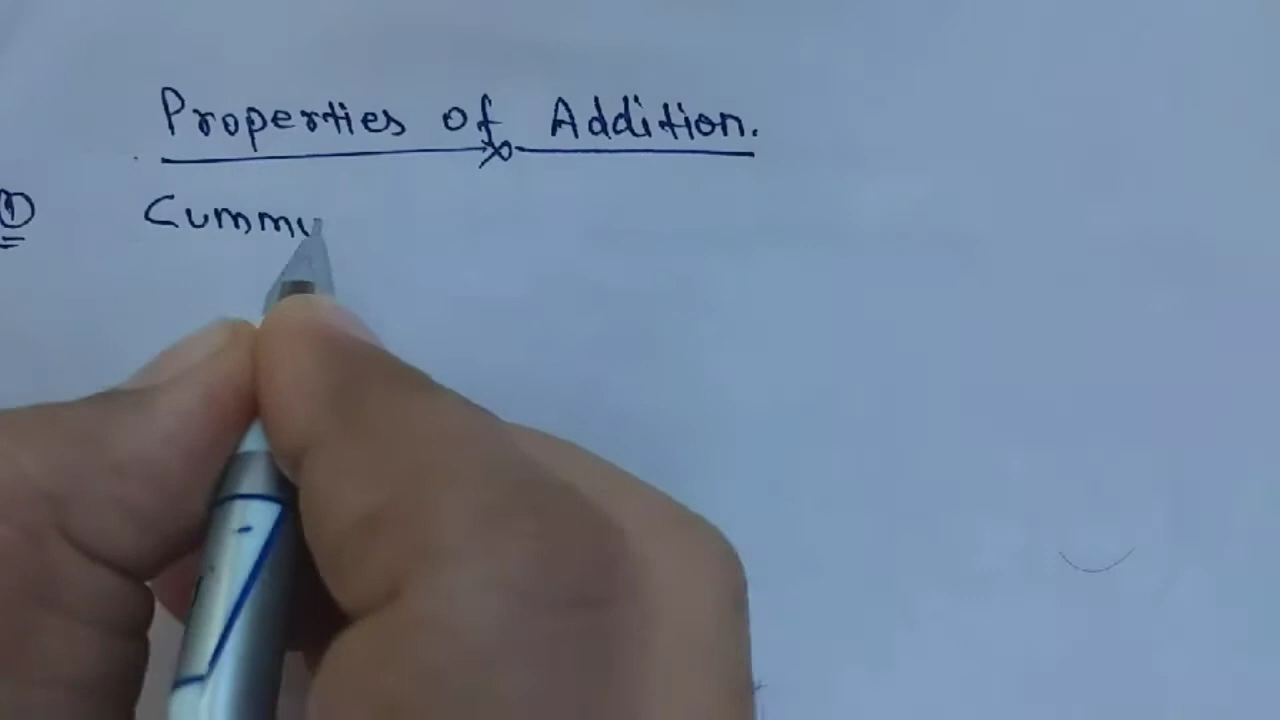 Properties of Addition.
① Cummu